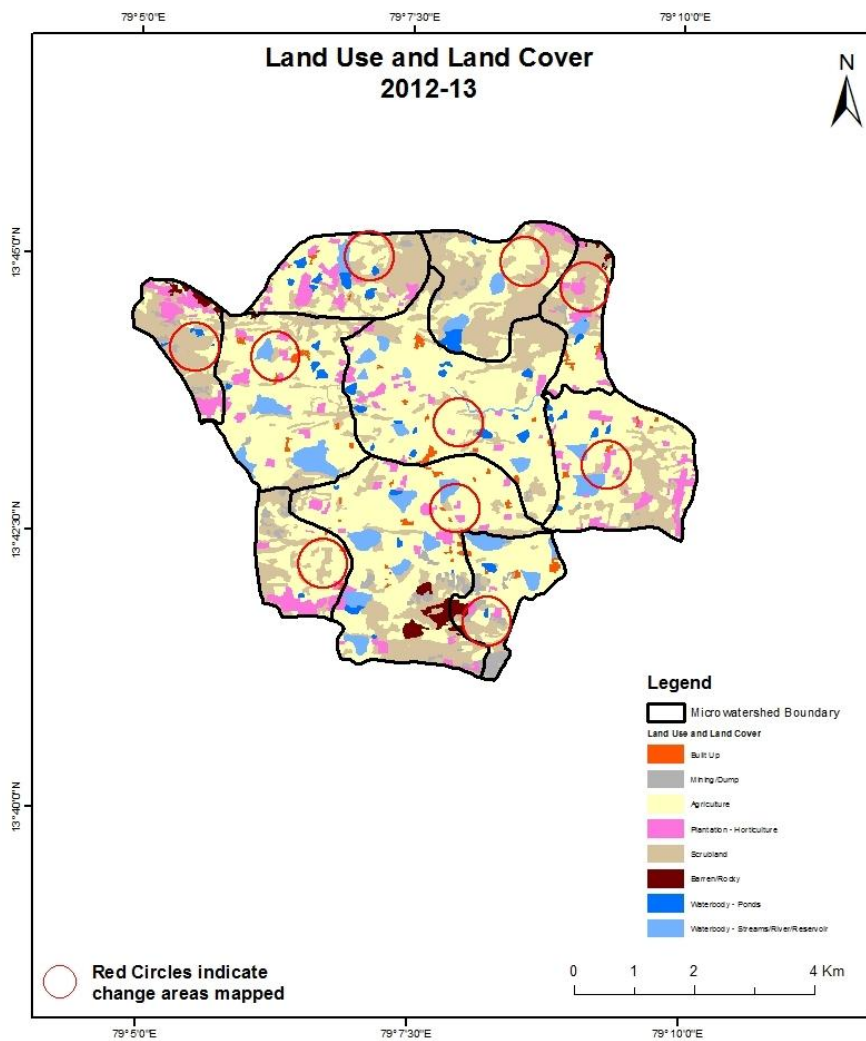 79°5'0"E 79°7'30"E 79°10'0"E
Land Use and Land Cover
2012-13
N
13°45'0"N
13°42'30"N
13°40'0"N
Legend
Microwatershed Boundary
Land Use and Land Cover
Built Up
Mining/Dump
Agriculture
Plantation - Horticulture
Scrubland
Barren/Rocky
Waterbody - Ponds
Waterbody - Streams/River/Reservoir
Red Circles indicate
change areas mapped
0 1 2 4 Km
79°5'0"E 79°7'30"E 79°10'0"E